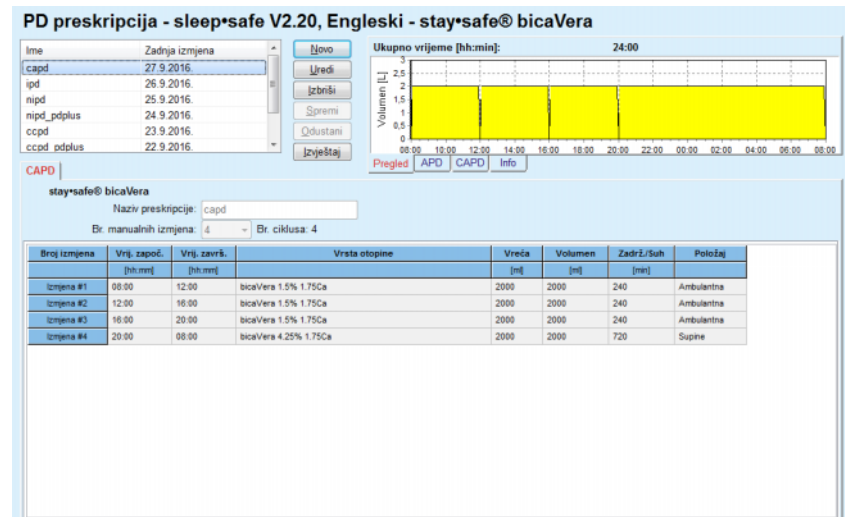 PD preskripcija - sleep•safe V2.20, Engleski - stay•safe® bicaVera
Ime Zadnja izmjena
capd 27.9.2016.
ipd 26.9.2016.
nipd 25.9.2016.
nipd_pdplus 24.9.2016.
ccpd 23.9.2016.
ccpd_pdplus 22.9.2016.
Novo
Uredi
Izbriši
Spremi
Odustani
Izvještaj
Ukupno vrijeme [hh:min]: 24:00
Volumen [L]
3
2,5
2
1,5
1
0,5
0
08:00 10:00 12:00 14:00 16:00 18:00 20:00 22:00 00:00 02:00 04:00 06:00 08:00
Pregled APD CAPD Info
CAPD
stay•safe® bicaVera
Naziv preskripcije: capd
Br. manualnih izmjena: 4 Br. ciklusa: 4
Broj izmjena Vrij. započ. Vrij. završ. Vrsta otopine Vreća Volumen Zadrž./Suh Položaj
[hh:mm] [hh:mm] [ml] [ml] [min]
Izmjena #1 08:00 12:00 bicaVera 1.5% 1.75Ca 2000 2000 240 Ambulantna
Izmjena #2 12:00 16:00 bicaVera 1.5% 1.75Ca 2000 2000 240 Ambulantna
Izmjena #3 16:00 20:00 bicaVera 1.5% 1.75Ca 2000 2000 240 Ambulantna
Izmjena #4 20:00 08:00 bicaVera 4.25% 1.75Ca 2000 2000 720 Supine